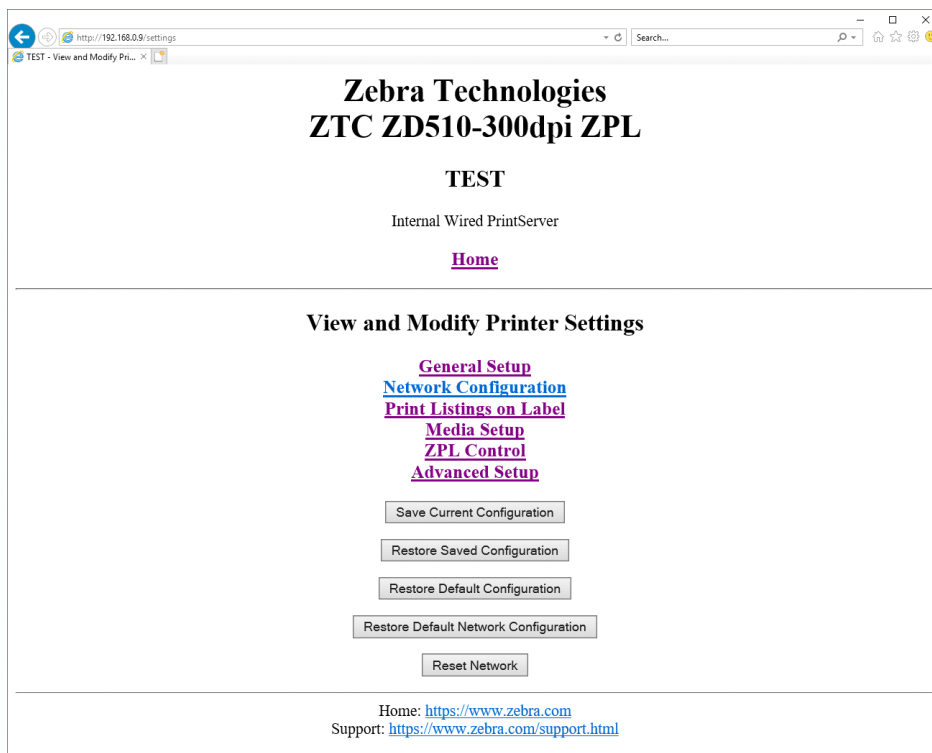 http://192.168.0.9/settings
Search...
TEST - View and Modify Pri...
Zebra Technologies
ZTC ZD510-300dpi ZPL
TEST
Internal Wired PrintServer
Home
View and Modify Printer Settings
General Setup
Network Configuration
Print Listings on Label
Media Setup
ZPL Control
Advanced Setup
Save Current Configuration
Restore Saved Configuration
Restore Default Configuration
Restore Default Network Configuration
Reset Network
Home: https://www.zebra.com
Support: https://www.zebra.com/support.html